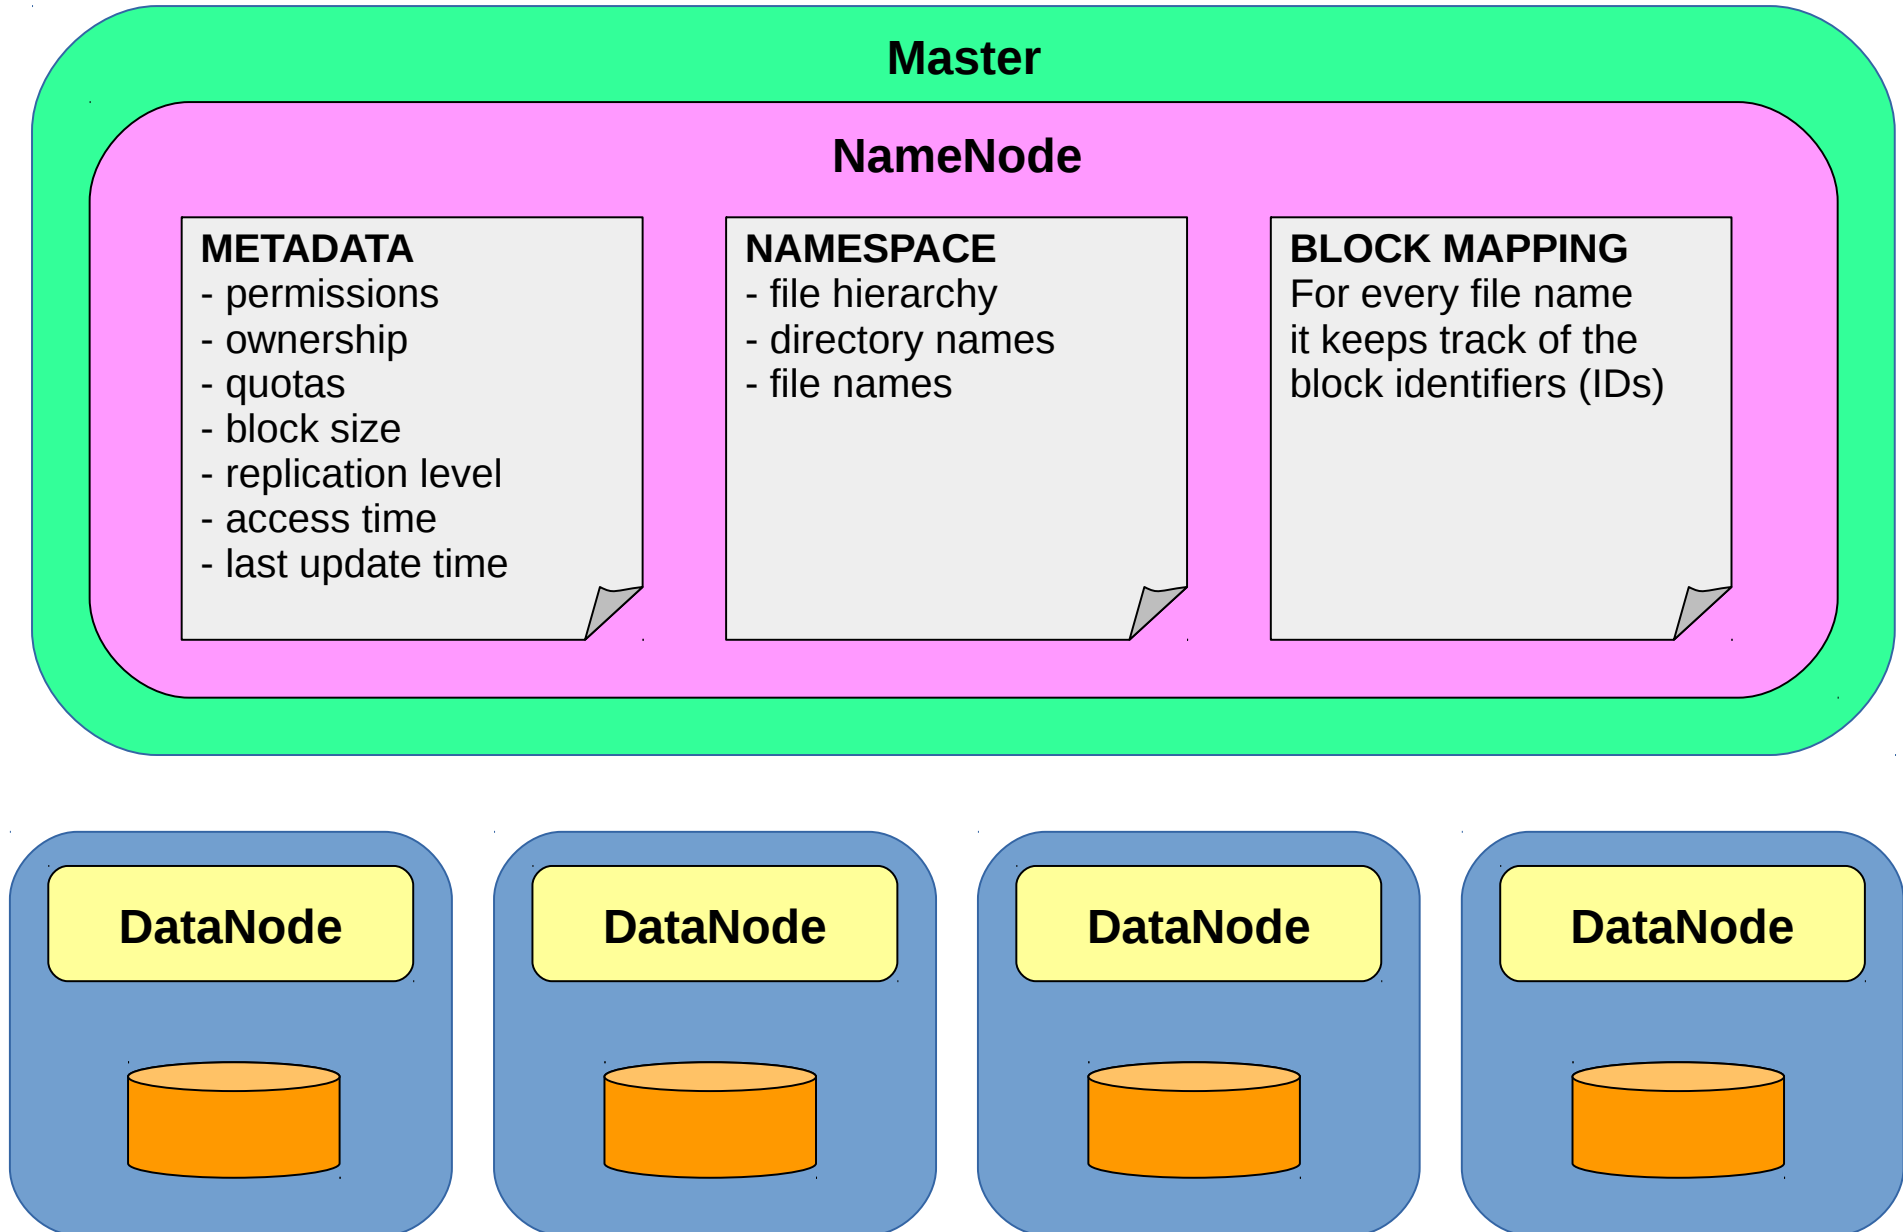 Master
NameNode
METADATA
- permissions
- ownership
- quotas
- block size
- replication level
- access time
- last update time
NAMESPACE
- file hierarchy
- directory names
- file names
BLOCK MAPPING
For every file name
it keeps track of the
block identifiers (IDs)
DataNode
DataNode
DataNode
DataNode